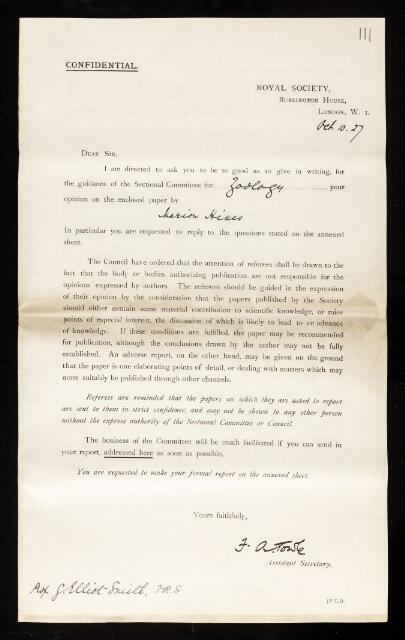 111
CONFIDENTIAL.
ROYAL SOCIETY,
BURLINGTON HOUSE,
LONDON, W. 1.
Oct 10. 27
DEAR SIR,
I am directed to ask you to be so good as to give in writing, for
the guidance of the Sectional Committee for Zoology your
opinion on the enclosed paper by
Marion Hines
In particular you are requested to reply to the questions stated on the annexed
sheet.
The Council have ordered that the attention of referees shall be drawn to the
fact that the body or bodies authorizing publication are not responsible for the
opinions expressed by authors. The referees should be guided in the expression
of their opinion by the consideration that the papers published by the Society
should either contain some material contribution to scientific knowledge, or raise
points of especial interest, the discussion of which is likely to lead to an advance
of knowledge. If these conditions are fulfilled, the paper may be recommended
for publication, although the conclusions drawn by the author may not be fully
established. An adverse report, on the other hand, may be given on the ground
that the paper is one elaborating points of detail, or dealing with matters which may
more suitably be published through other channels.
Referees are reminded that the papers on which they are asked to report
are sent to them in strict confidence, and may not be shown to any other person
without the express authority of the Sectional Committee or Council.
The business of the Committee will be much facilitated if you can send in
your report, addressed here as soon as possible.
You are requested to make your formal report on the annexed sheet.
Yours faithfully,
F. A Towle
Assistant Secretary.
Prof. G. Elliot-Smith, F.R.S
[P.T.O.